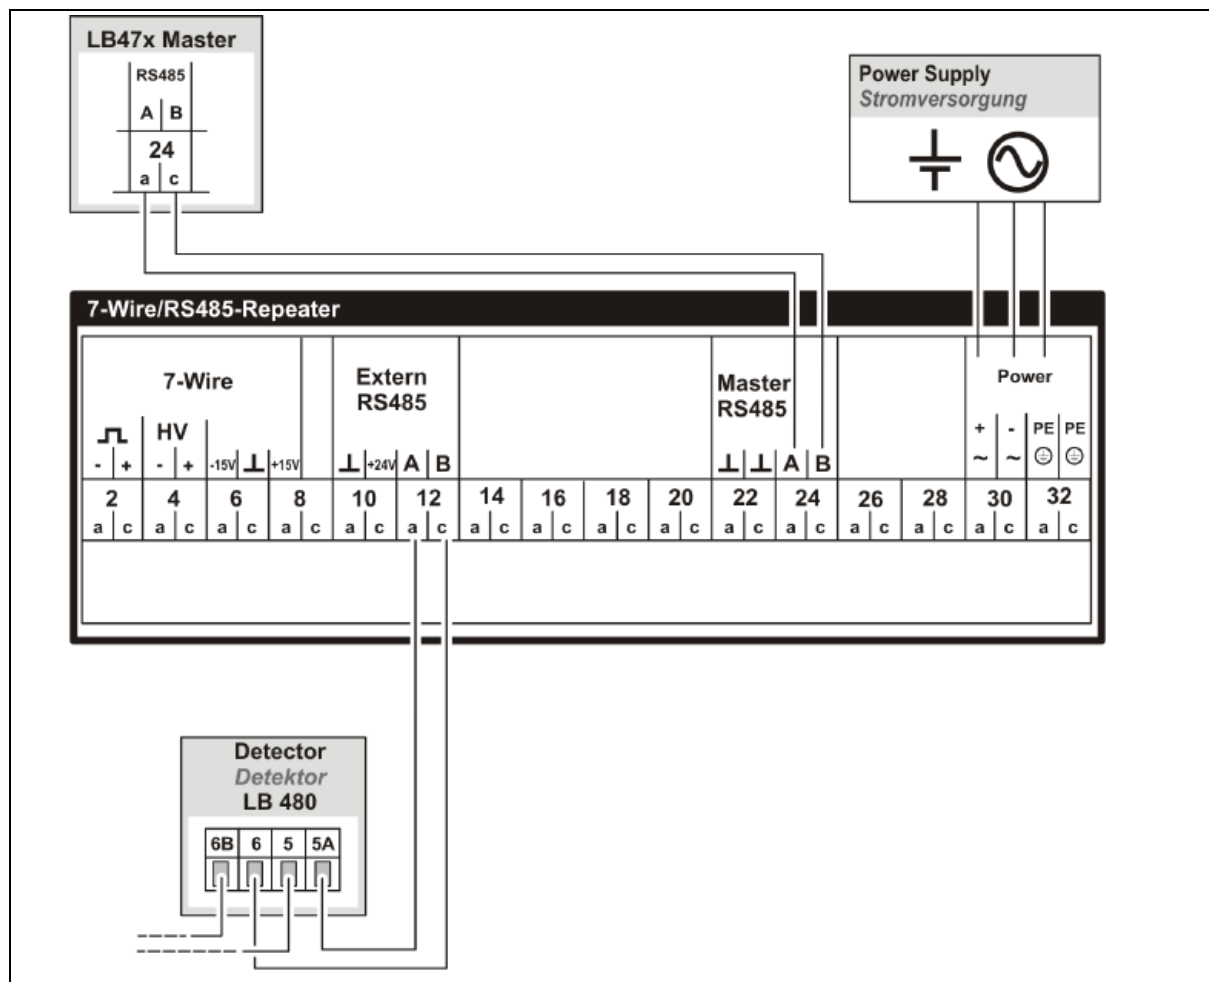 LB47x Master
RS485
A B
24
a c
Power Supply
Stromversorgung
7-Wire/RS485-Repeater
7-Wire
Extern
RS485
Master
RS485
Power
HV
+ - PE PE
- + - + -15V ⊥ +15V ⊥ +24V A B ⊥ ⊥ A B ~ ~
2 4 6 8 10 12 14 16 18 20 22 24 26 28 30 32
a c a c a c a c a c a c a c a c a c a c a c a c a c a c a c a c
Detector
Detektor
LB 480
6B 6 5 5A